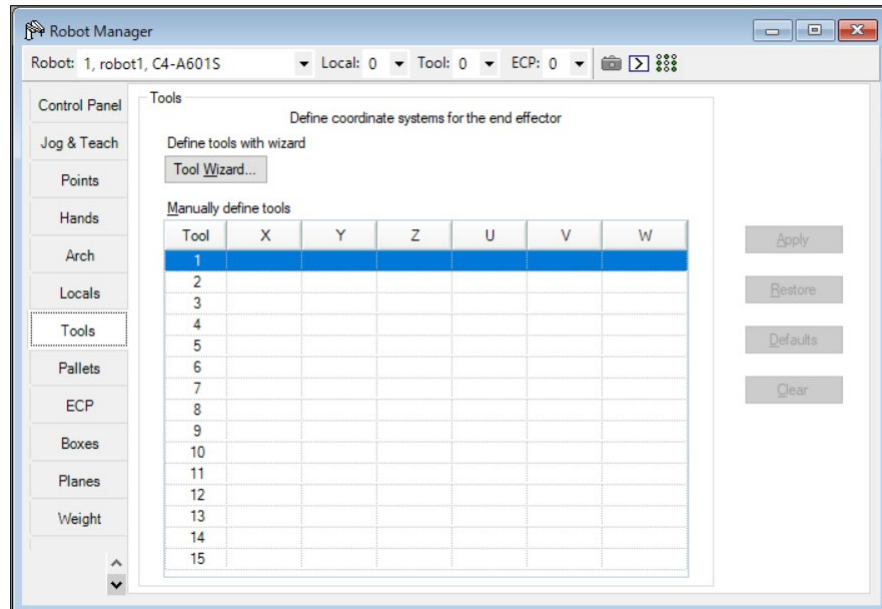 Robot Manager
Robot: 1, robot1, C4-A601S Local: 0 Tool: 0 ECP: 0
Control Panel
Jog & Teach
Points
Hands
Arch
Locals
Tools
Pallets
ECP
Boxes
Planes
Weight
Tools
Define coordinate systems for the end effector
Define tools with wizard
Tool Wizard...
Manually define tools
Tool X Y Z U V W
1
2
3
4
5
6
7
8
9
10
11
12
13
14
15
Apply
Restore
Defaults
Clear